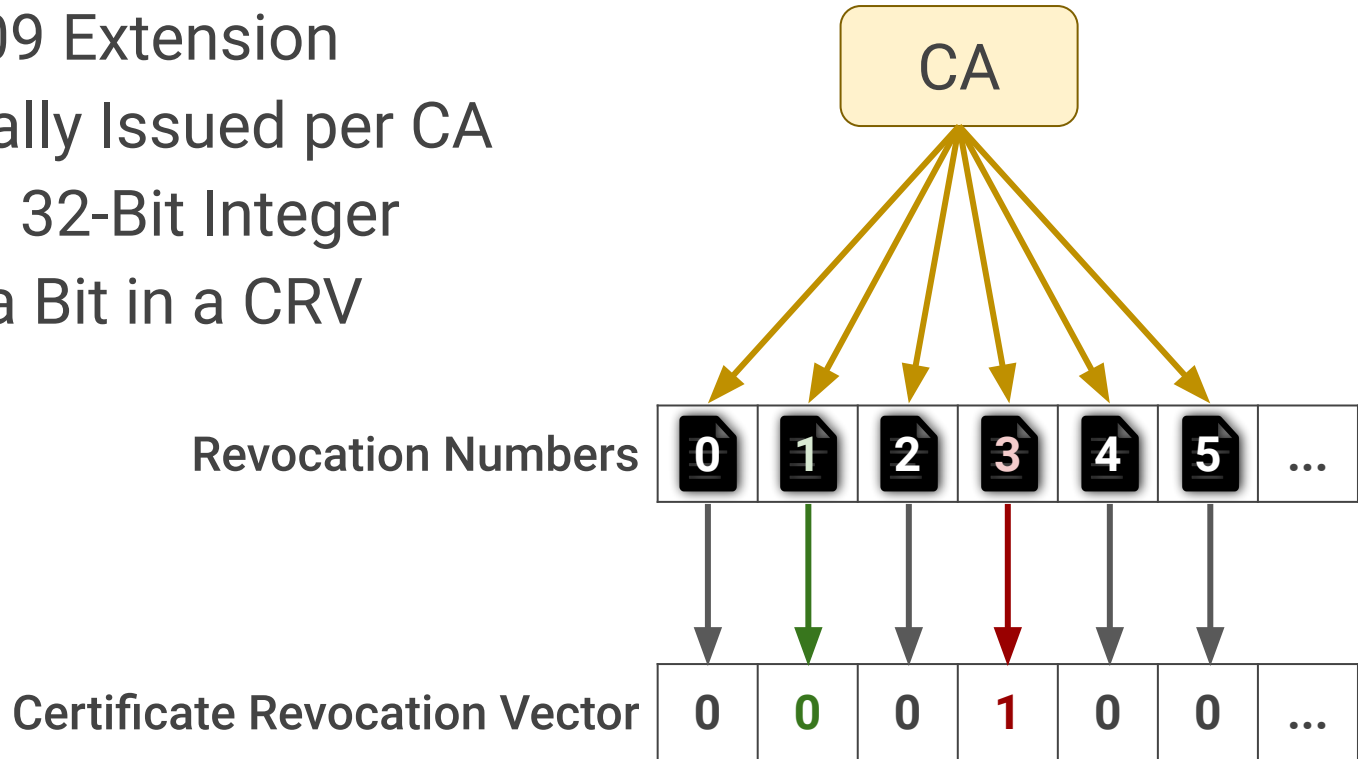 09 Extension
ally Issued per CA
32-Bit Integer
a Bit in a CRV
CA
Revocation Numbers 0 1 2 3 4 5 ...
Certificate Revocation Vector 0 0 0 1 0 0 ...